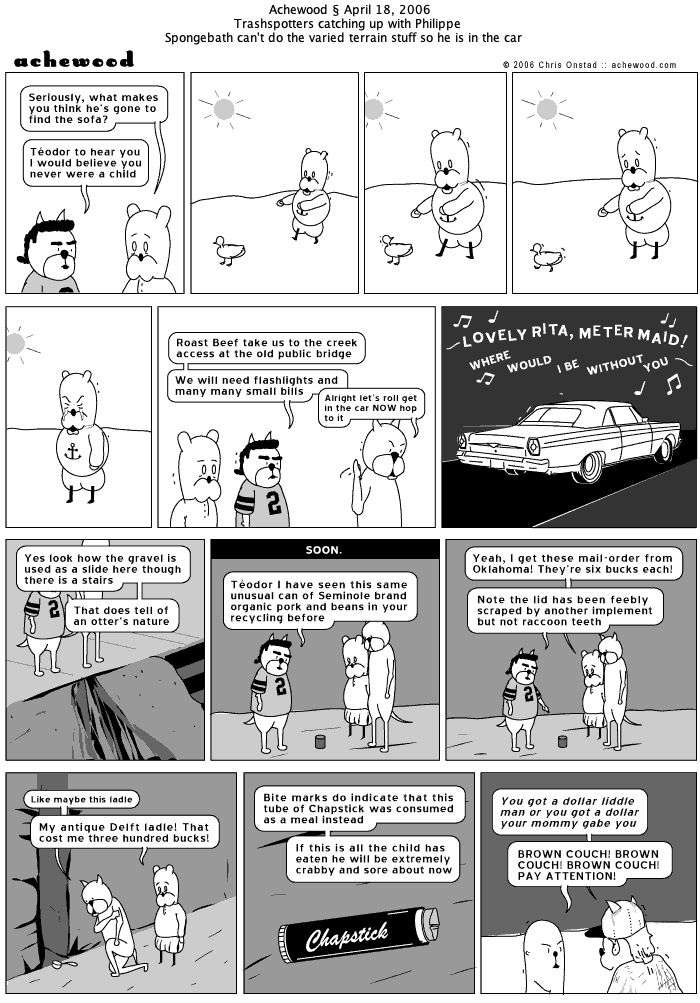 Achewood § April 18, 2006
Trashspotters catching up with Philippe
Spongebath can't do the varied terrain stuff so he is in the car
achewood
© 2006 Chris Onstad :: achewood.com
Seriously, what makes
you think he's gone to
find the sofa?
Téodor to hear you
I would believe you
never were a child
Roast Beef take us to the creek
access at the old public bridge
We will need flashlights and
many many small bills
Alright let's roll get
in the car NOW hop
to it
LOVELY RITA, METER MAID!
WHERE WOULD I BE WITHOUT YOU
Yes look how the gravel is
used as a slide here though
there is a stairs
That does tell of
an otter's nature
2
SOON.
Téodor I have seen this same
unusual can of Seminole brand
organic pork and beans in your
recycling before
2
Yeah, I get these mail-order from
Oklahoma! They're six bucks each!
Note the lid has been feebly
scraped by another implement
but not raccoon teeth
2
Like maybe this ladle
My antique Delft ladle! That
cost me three hundred bucks!
Bite marks do indicate that this
tube of Chapstick was consumed
as a meal instead
If this is all the child has
eaten he will be extremely
crabby and sore about now
Chapstick
You got a dollar liddle
man or you got a dollar
your mommy gabe you
BROWN COUCH! BROWN
COUCH! BROWN COUCH!
PAY ATTENTION!